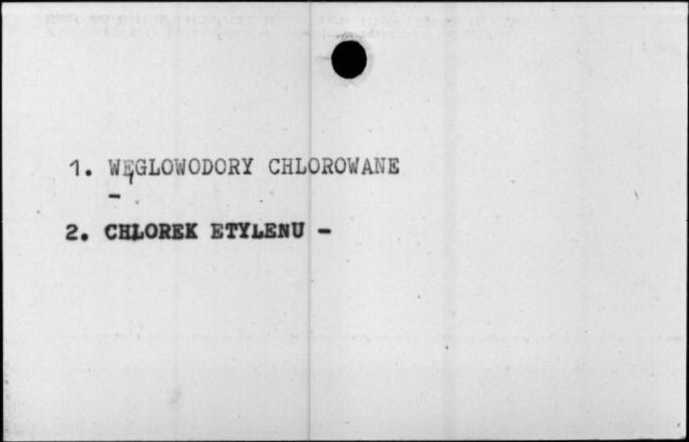 1. WĘGLOWODORY CHLOROWANE
-
2. CHLOREK ETYLENU -